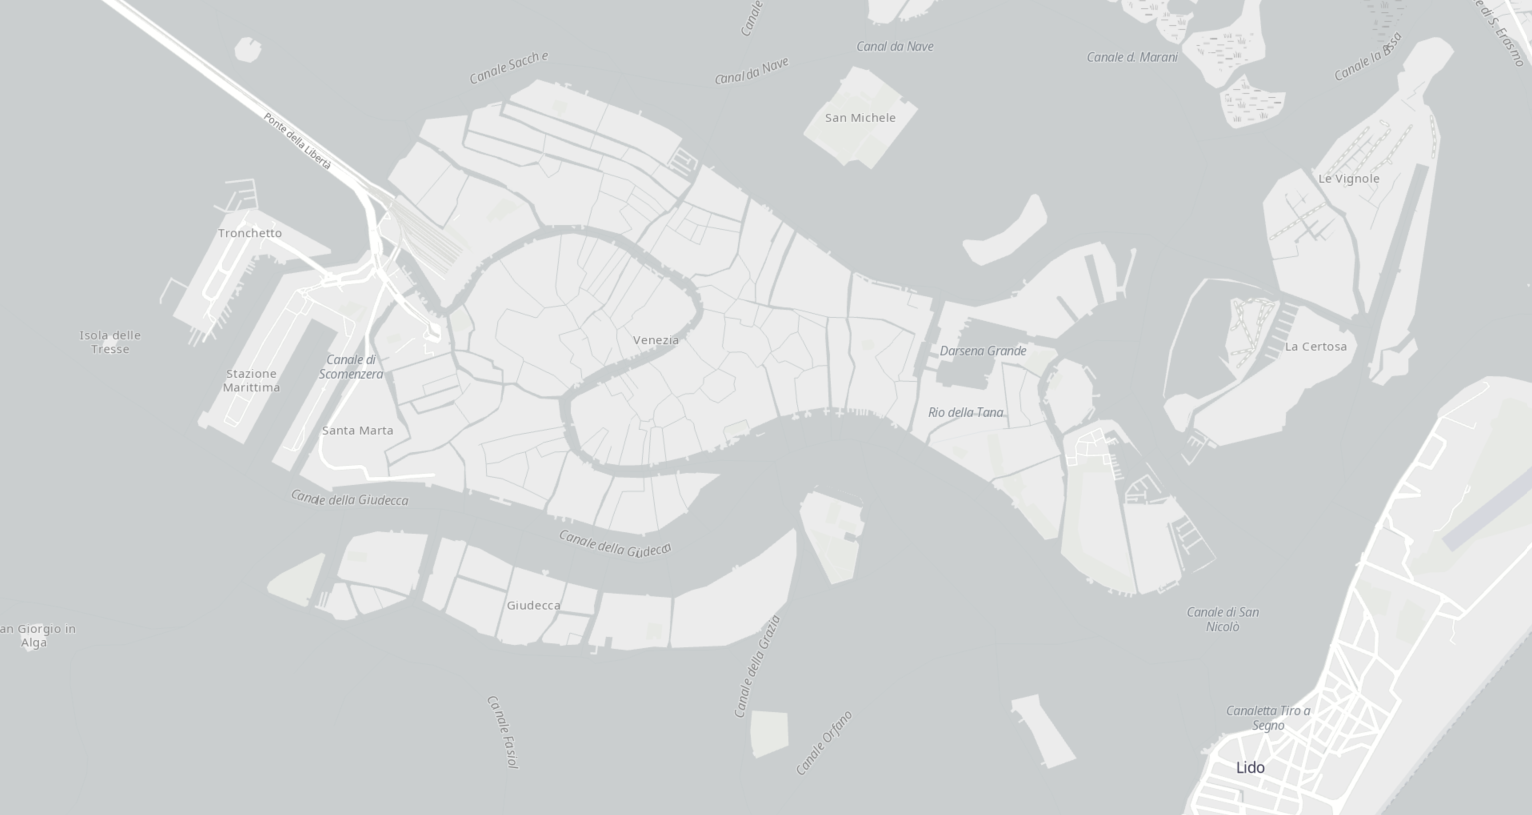 Canale
Canal da Nave
Canale Sacche
Canal da Nave
Canale d. Marani
Canale la Bssa
e di S. Erasmo
San Michele
Ponte della Libertà
Le Vignole
Tronchetto
Isola delle
Tresse
Venezia
Darsena Grande
La Certosa
Canale di
Scomenzera
Stazione
Marittima
Rio della Tana
Santa Marta
Canale della Giudecca
Canale della Giudecca
Giudecca
Canale di San
Nicolò
an Giorgio in
Alga
Canale della Grazia
Canale Fasiol
Canale Orfano
Canaletta Tiro a
Segno
Lido